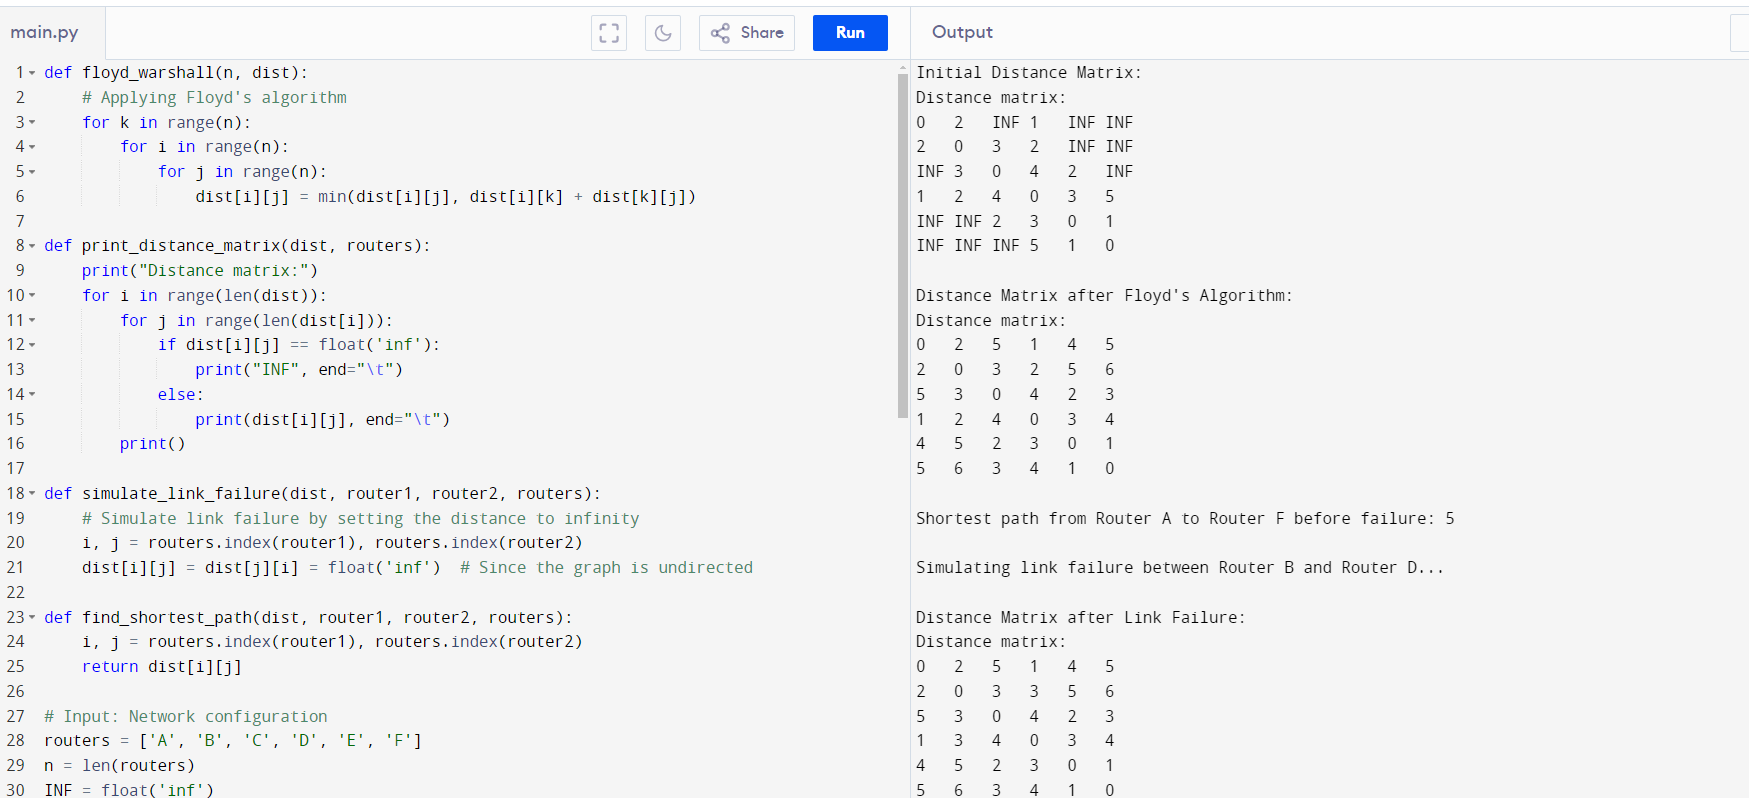 main.py Share Run
1 def floyd_warshall(n, dist):
2 # Applying Floyd's algorithm
3 for k in range(n):
4 for i in range(n):
5 for j in range(n):
6 dist[i][j] = min(dist[i][j], dist[i][k] + dist[k][j])
7
8 def print_distance_matrix(dist, routers):
9 print("Distance matrix:")
10 for i in range(len(dist)):
11 for j in range(len(dist[i])):
12 if dist[i][j] == float('inf'):
13 print("INF", end="\t")
14 else:
15 print(dist[i][j], end="\t")
16 print()
17
18 def simulate_link_failure(dist, router1, router2, routers):
19 # Simulate link failure by setting the distance to infinity
20 i, j = routers.index(router1), routers.index(router2)
21 dist[i][j] = dist[j][i] = float('inf')  # Since the graph is undirected
22
23 def find_shortest_path(dist, router1, router2, routers):
24 i, j = routers.index(router1), routers.index(router2)
25 return dist[i][j]
26
27 # Input: Network configuration
28 routers = ['A', 'B', 'C', 'D', 'E', 'F']
29 n = len(routers)
30 INF = float('inf')
Output
Initial Distance Matrix:
Distance matrix:
0 2 INF 1 INF INF
2 0 3 2 INF INF
INF 3 0 4 2 INF
1 2 4 0 3 5
INF INF 2 3 0 1
INF INF INF 5 1 0
Distance Matrix after Floyd's Algorithm:
Distance matrix:
0 2 5 1 4 5
2 0 3 2 5 6
5 3 0 4 2 3
1 2 4 0 3 4
4 5 2 3 0 1
5 6 3 4 1 0
Shortest path from Router A to Router F before failure: 5
Simulating link failure between Router B and Router D...
Distance Matrix after Link Failure:
Distance matrix:
0 2 5 1 4 5
2 0 3 3 5 6
5 3 0 4 2 3
1 3 4 0 3 4
4 5 2 3 0 1
5 6 3 4 1 0